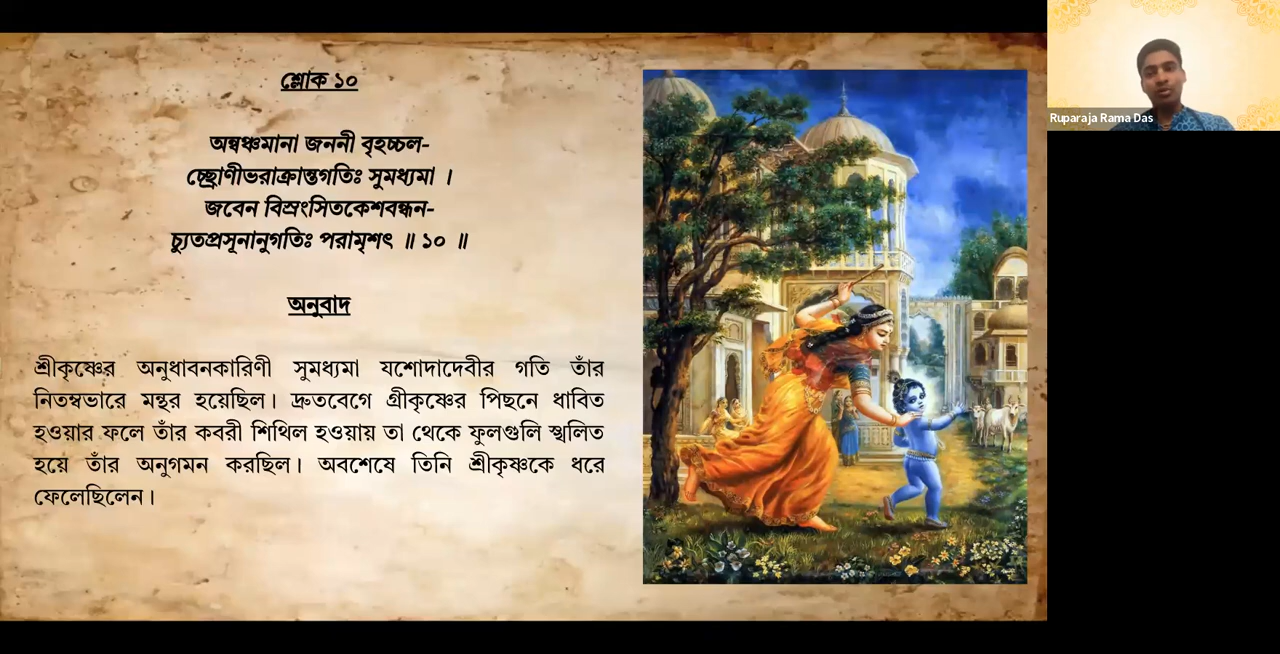 শ্লোক ১০
অন্বঞ্চমানা জননী বৃহচ্চল-
চ্ছ্রোণীভরাক্রান্তগতিঃ সুমধ্যমা ।
জবেন বিস্রংসিতকেশবন্ধন-
চ্যুতপ্রসূনানুগতিঃ পরামৃশৎ ॥ ১০ ॥
অনুবাদ
শ্রীকৃষ্ণের অনুধাবনকারিণী সুমধ্যমা যশোদাদেবীর গতি তাঁর
নিতম্বভারে মন্থর হয়েছিল। দ্রুতবেগে শ্রীকৃষ্ণের পিছনে ধাবিত
হওয়ার ফলে তাঁর কবরী শিথিল হওয়ায় তা থেকে ফুলগুলি স্খলিত
হয়ে তাঁর অনুগমন করছিল। অবশেষে তিনি শ্রীকৃষ্ণকে ধরে
ফেলেছিলেন।
Ruparaja Rama Das